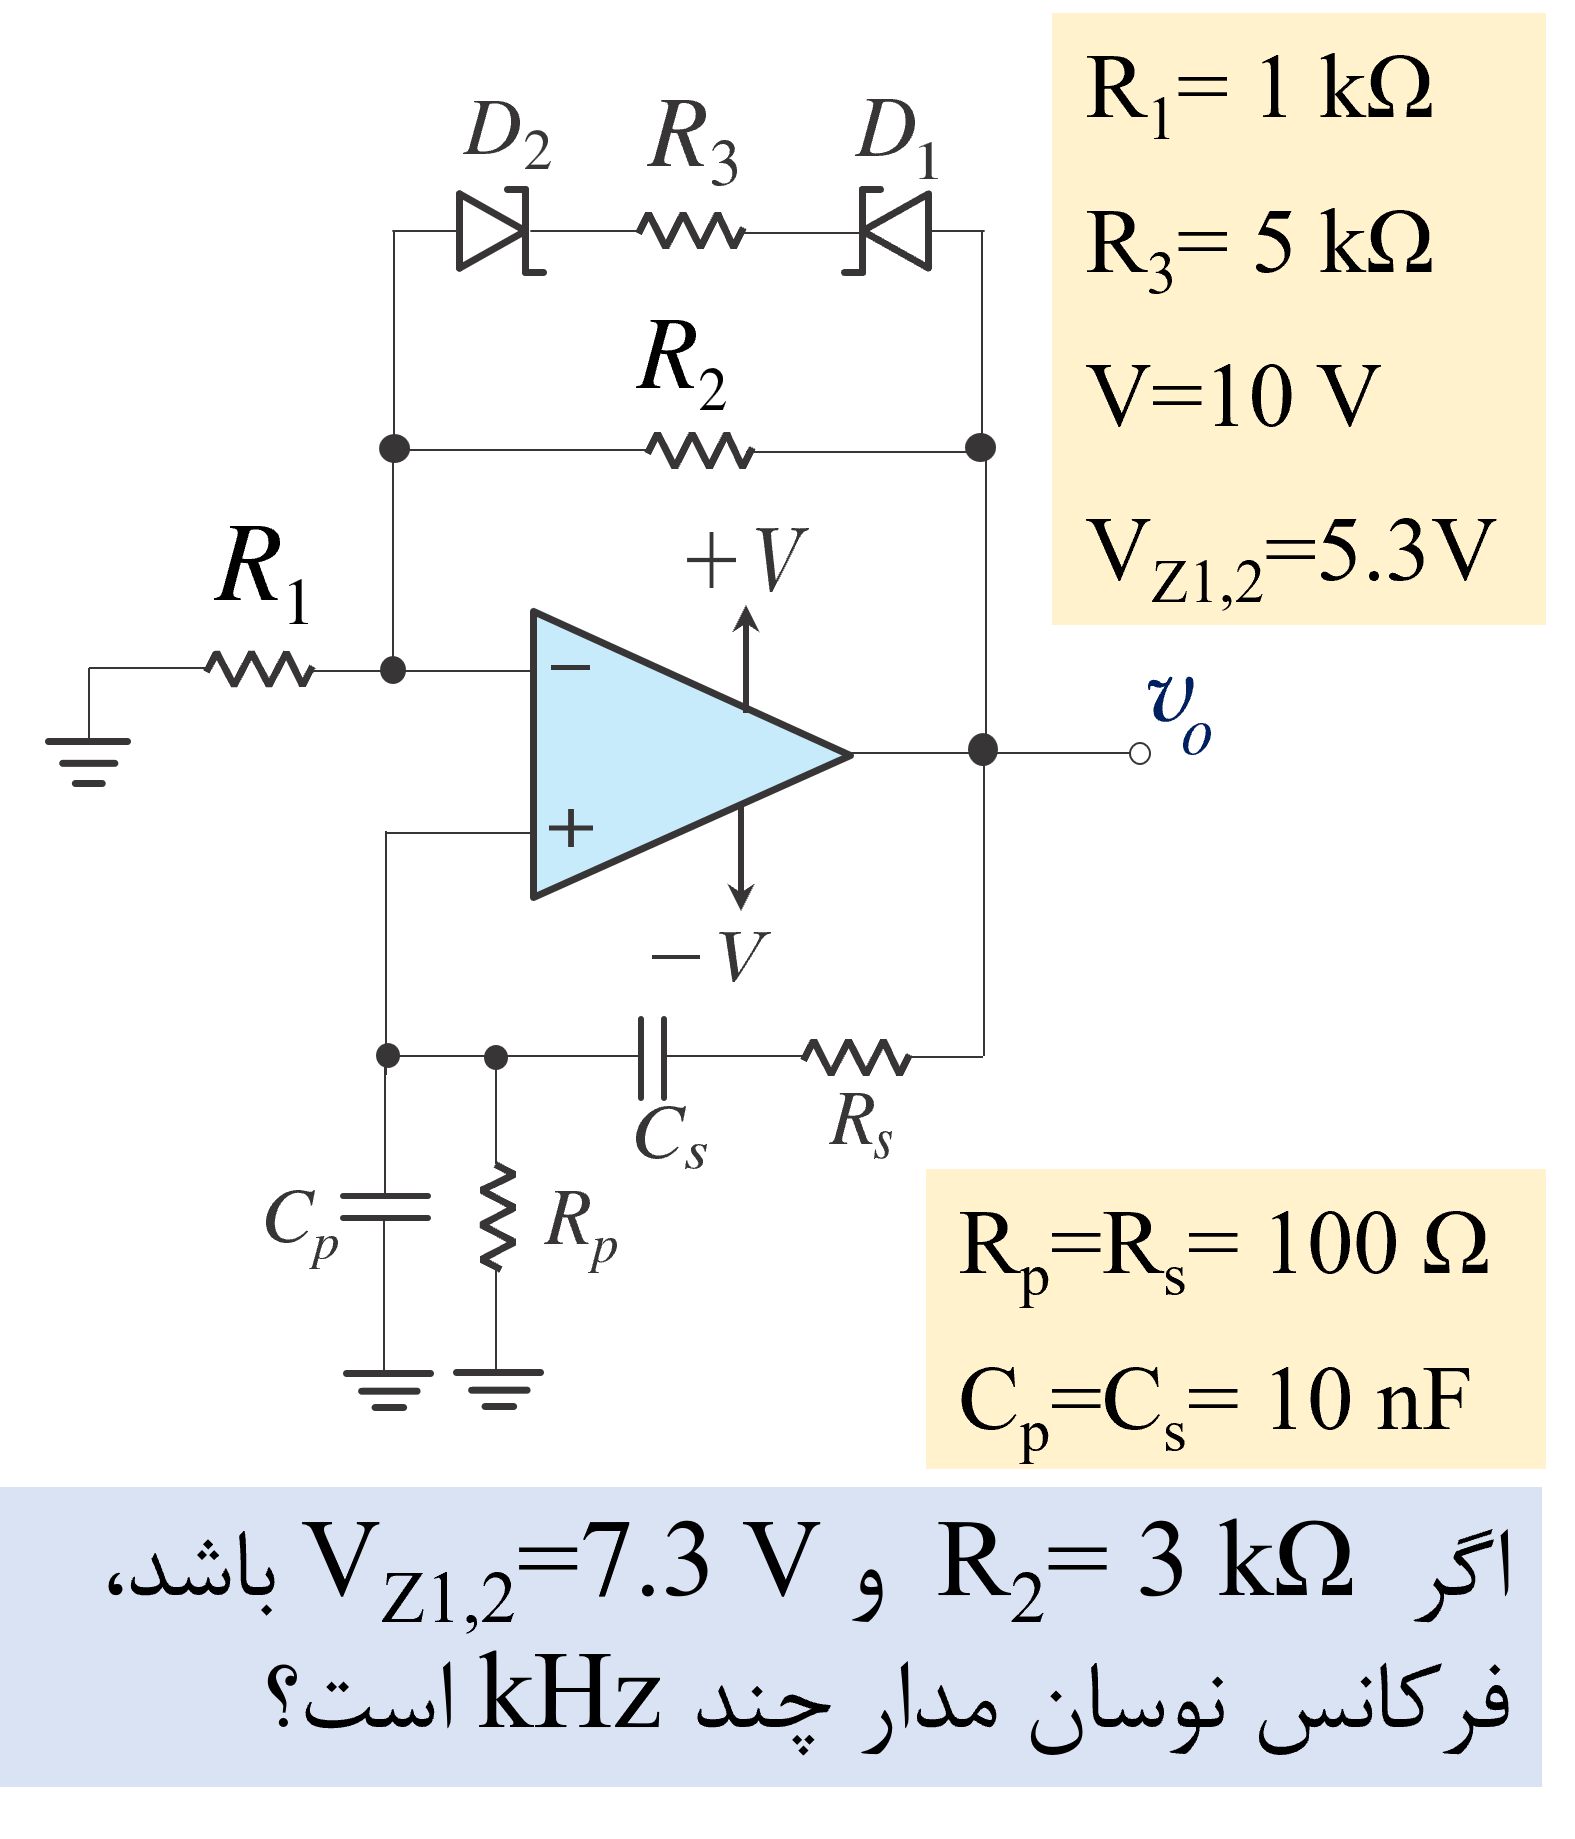 D2 R3 D1
R1= 1 kΩ
R3= 5 kΩ
V=10 V
VZ1,2=5.3V
R2
+V
R1
−
vo
+
−V
Cs Rs
Cp Rp
Rp=Rs= 100 Ω
Cp=Cs= 10 nF
اگر R2= 3 kΩ و VZ1,2=7.3 V باشد،
فرکانس نوسان مدار چند kHz است؟